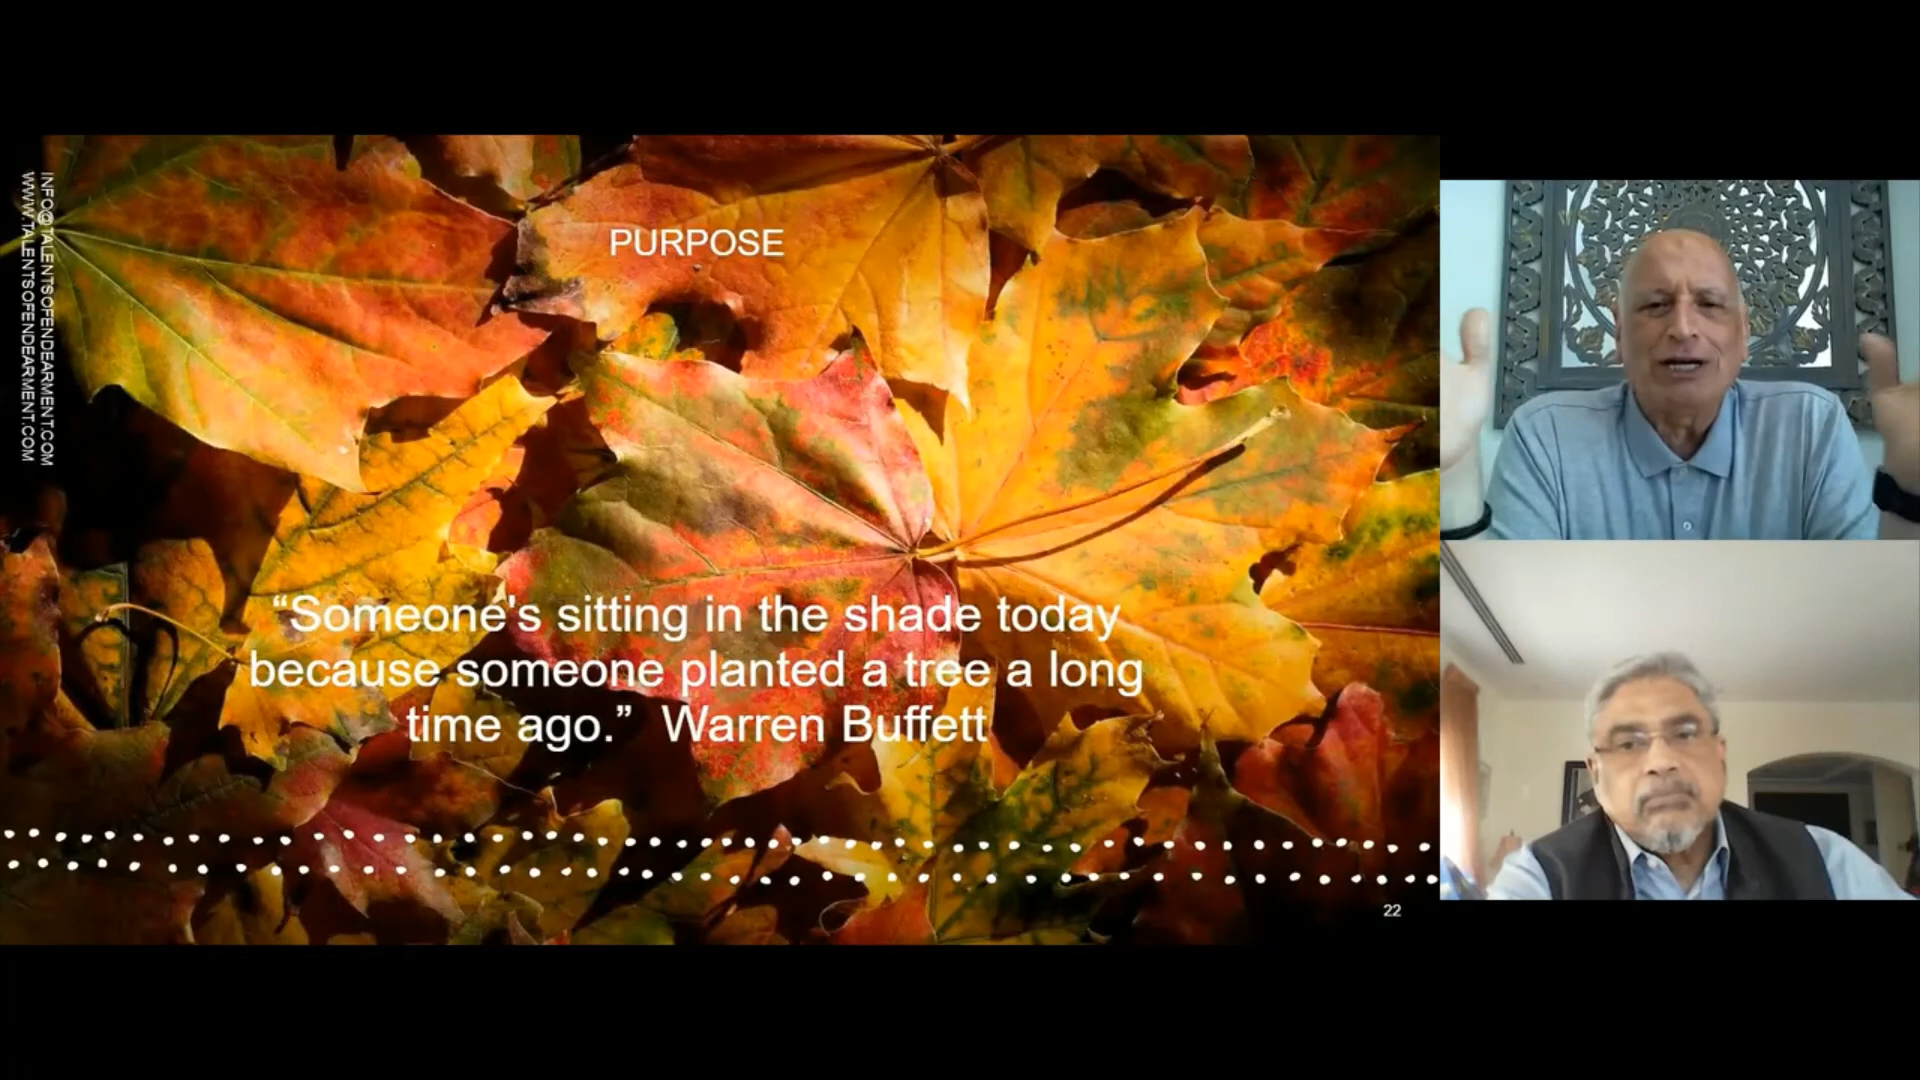 INFO@TALENTSOFENDEARMENT.COM
WWW.TALENTSOFENDEARMENT.COM
PURPOSE
“Someone's sitting in the shade today
because someone planted a tree a long
time ago.” Warren Buffett
22